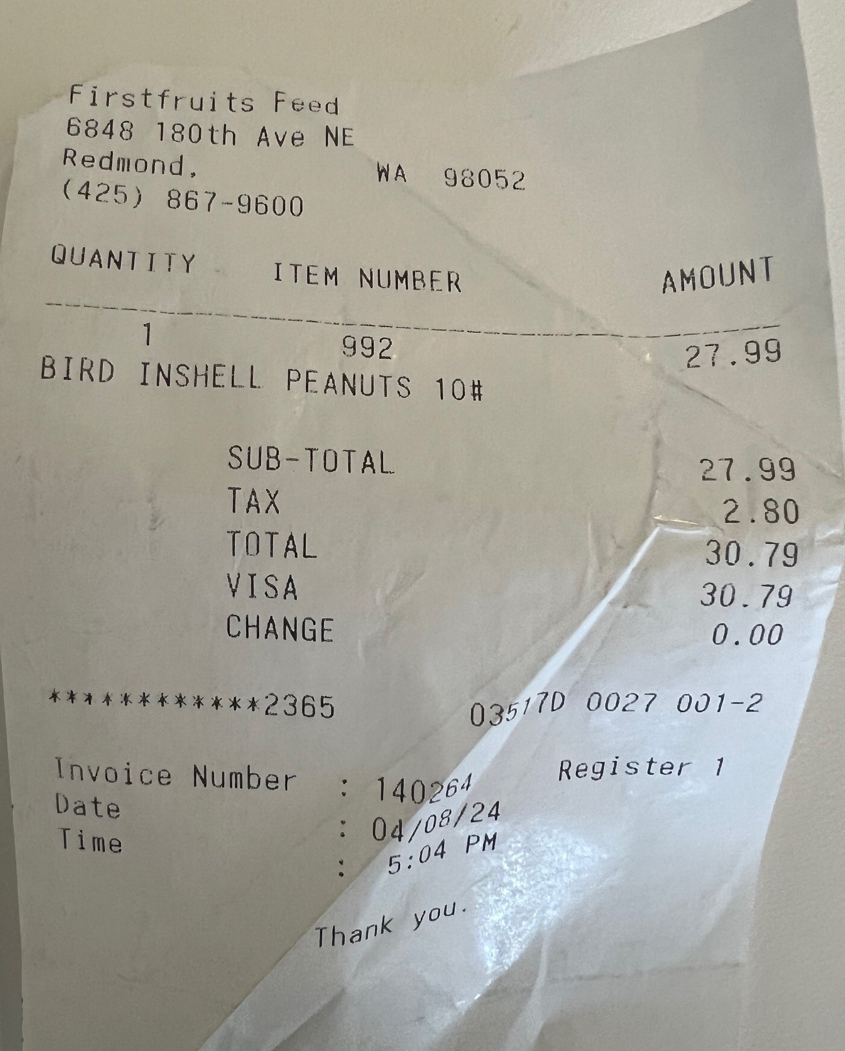 Firstfruits Feed
6848 180th Ave NE
Redmond, WA 98052
(425) 867-9600
QUANTITY ITEM NUMBER AMOUNT
1 992 27.99
BIRD INSHELL PEANUTS 10#
SUB-TOTAL 27.99
TAX 2.80
TOTAL 30.79
VISA 30.79
CHANGE 0.00
************2365 03517D 0027 001-2
Invoice Number : 140264 Register 1
Date : 04/08/24
Time : 5:04 PM
Thank you.